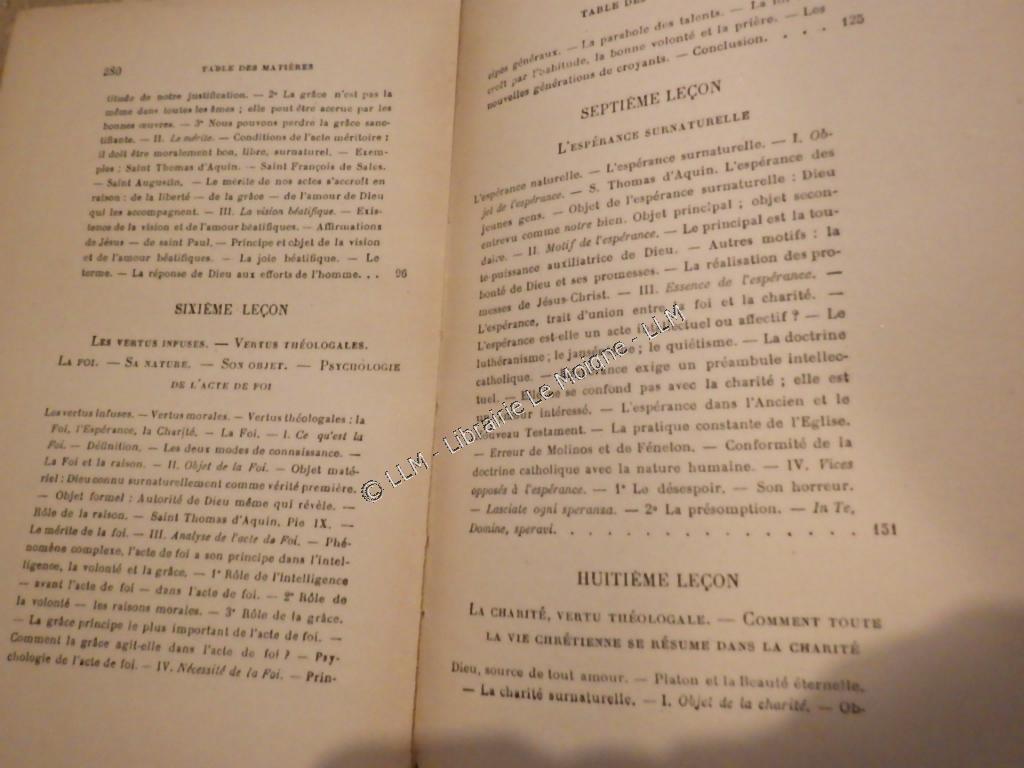 280 TABLE DES MATIÈRES
titude de notre justification. — 2° La grâce n'est pas la
même dans toutes les âmes ; elle peut être accrue par les
bonnes œuvres. — 3° Nous pouvons perdre la grâce sanc-
tifiante. — II. Le mérite. — Conditions de l'acte méritoire :
il doit être moralement bon, libre, surnaturel. — Exem-
ples : Saint Thomas d'Aquin. — Saint François de Sales.
— Saint Augustin. — Le mérite de nos actes s'accroît en
raison : de la liberté — de la grâce — de l'amour de Dieu
qui les accompagnent. — III. La vision béatifique. — Exis-
tence de la vision et de l'amour béatifiques. — Affirmations
de Jésus — de saint Paul. — Principe et objet de la vision
et de l'amour béatifiques. — La joie béatifique. — Le
terme. — La réponse de Dieu aux efforts de l'homme. . . 96
SIXIÈME LEÇON
LES VERTUS INFUSES. — VERTUS THÉOLOGALES.
LA FOI. — SA NATURE. — SON OBJET. — PSYCHOLOGIE
DE L'ACTE DE FOI
Les vertus infuses. — Vertus morales. — Vertus théologales : la
Foi, l'Espérance, la Charité. — La Foi. — I. Ce qu'est la
Foi. — Définition. — Les deux modes de connaissance. —
La Foi et la raison. — II. Objet de la Foi. — Objet maté-
riel : Dieu connu surnaturellement comme vérité première.
— Objet formel : Autorité de Dieu même qui révèle. —
Rôle de la raison. — Saint Thomas d'Aquin. Pie IX. —
Le mérite de la foi. — III. Analyse de l'acte de Foi. — Phé-
nomène complexe, l'acte de foi a son principe dans l'intel-
ligence, la volonté et la grâce. — 1° Rôle de l'intelligence
— avant l'acte de foi — dans l'acte de foi. — 2° Rôle de
la volonté — les raisons morales. — 3° Rôle de la grâce.
— La grâce principe le plus important de l'acte de foi. —
Comment la grâce agit-elle dans l'acte de foi ? — Psy-
chologie de l'acte de foi. — IV. Nécessité de la Foi. — Prin-
TABLE DES
cipes généraux. — La parabole des talents. — La foi
croît par l'habitude, la bonne volonté et la prière. — Les
nouvelles générations de croyants. — Conclusion. . . . 125
SEPTIÈME LEÇON
L'ESPÉRANCE SURNATURELLE
L'espérance naturelle. — L'espérance surnaturelle. — I. Ob-
jet de l'espérance. — S. Thomas d'Aquin. L'espérance des
jeunes gens. — Objet de l'espérance surnaturelle : Dieu
entrevu comme notre bien. Objet principal ; objet secon-
daire. — II. Motif de l'espérance. — Le principal est la tou-
te-puissance auxiliatrice de Dieu. — Autres motifs : la
bonté de Dieu et ses promesses. — La réalisation des pro-
messes de Jésus-Christ. — III. Essence de l'espérance. —
L'espérance, trait d'union entre la foi et la charité. —
L'espérance est-elle un acte intellectuel ou affectif ? — Le
luthéranisme ; le jansénisme ; le quiétisme. — La doctrine
catholique. — L'espérance exige un préambule intellec-
tuel. — Elle ne se confond pas avec la charité ; elle est
un amour intéressé. — L'espérance dans l'Ancien et le
Nouveau Testament. — La pratique constante de l'Eglise.
— Erreur de Molinos et de Fénelon. — Conformité de la
doctrine catholique avec la nature humaine. — IV. Vices
opposés à l'espérance. — 1° Le désespoir. — Son horreur.
— Lasciate ogni speranza. — 2° La présomption. — In Te,
Domine, speravi. . . . . . . . . . . . . . . . . 151
HUITIÈME LEÇON
LA CHARITÉ, VERTU THÉOLOGALE. — COMMENT TOUTE
LA VIE CHRÉTIENNE SE RÉSUME DANS LA CHARITÉ
Dieu, source de tout amour. — Platon et la Beauté éternelle.
— La charité surnaturelle. — I. Objet de la charité. — Ob-
© LLM - Librairie Le Moigne - LLM